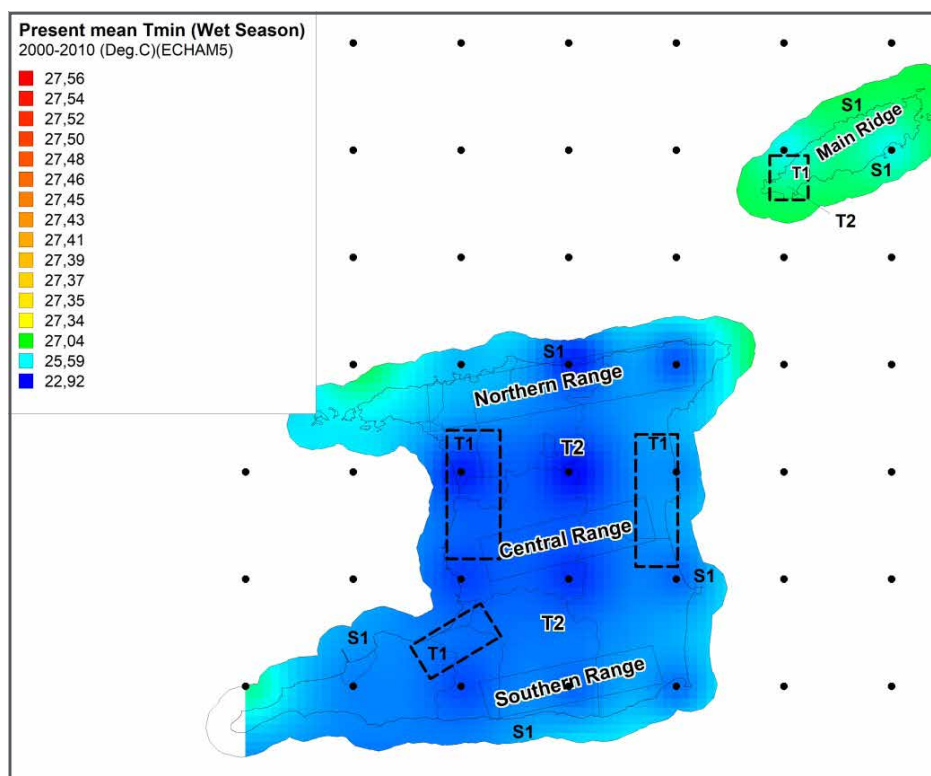 Present mean Tmin (Wet Season)
2000-2010 (Deg.C)(ECHAM5)
27,56
27,54
27,52
27,50
27,48
27,46
27,45
27,43
27,41
27,39
27,37
27,35
27,34
27,04
25,59
22,92
S1
Main Ridge
T1
S1
T2
S1
Northern Range
T1
T2
T1
Central Range
S1
T2
S1
T1
Southern Range
S1